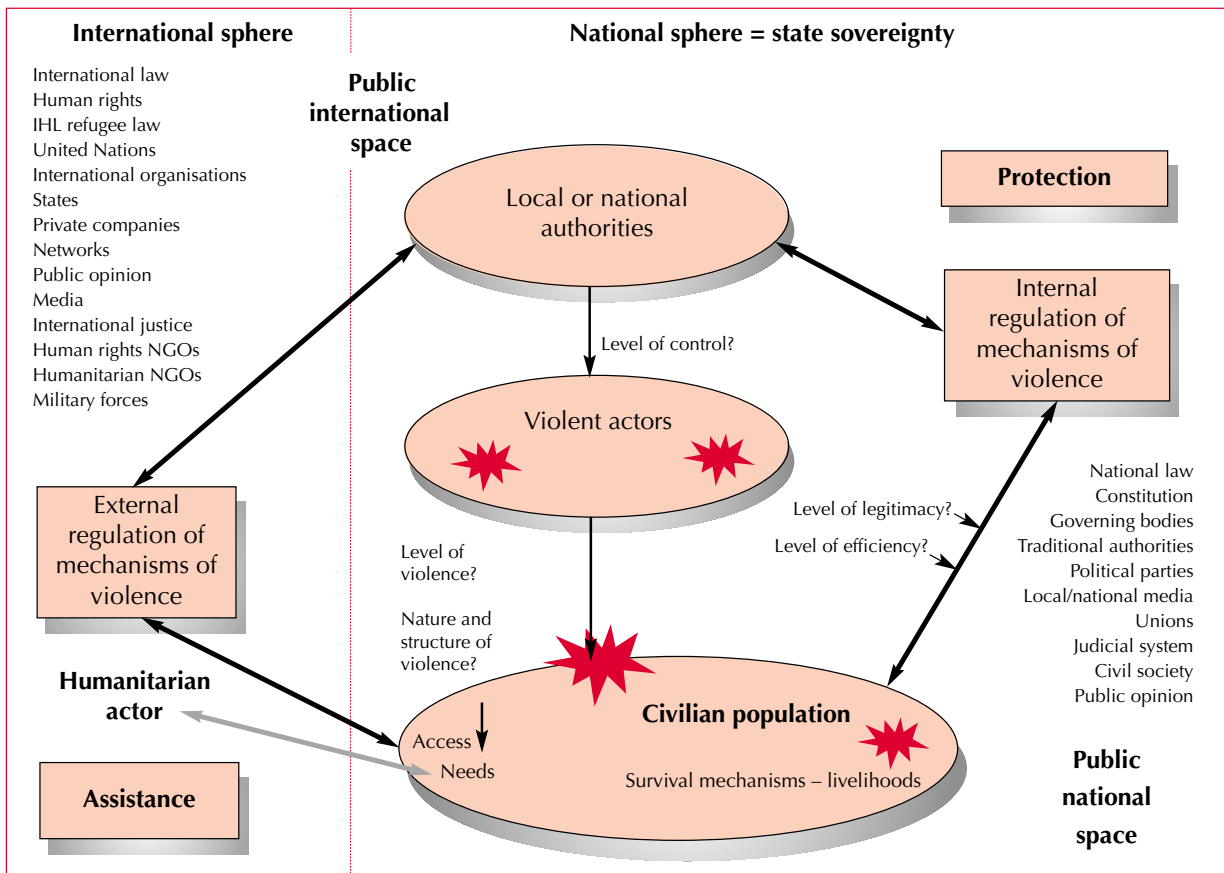 International sphere
National sphere = state sovereignty
International law
Human rights
IHL refugee law
United Nations
International organisations
States
Private companies
Networks
Public opinion
Media
International justice
Human rights NGOs
Humanitarian NGOs
Military forces
Public
international
space
Local or national
authorities
Protection
Internal
regulation of
mechanisms of
violence
Level of control?
Violent actors
External
regulation of
mechanisms of
violence
Level of
violence?
Nature and
structure of
violence?
Level of legitimacy?
Level of efficiency?
National law
Constitution
Governing bodies
Traditional authorities
Political parties
Local/national media
Unions
Judicial system
Civil society
Public opinion
Humanitarian
actor
Civilian population
Access
Needs
Survival mechanisms – livelihoods
Assistance
Public
national
space